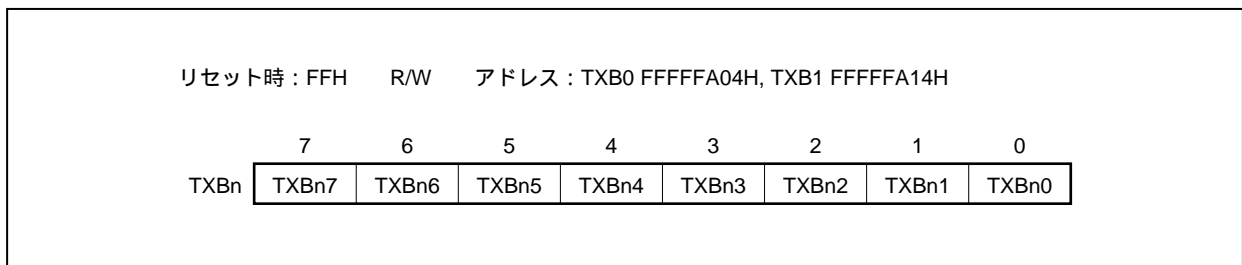 リセット時：FFH　　R/W　　アドレス：TXB0 FFFFFA04H, TXB1 FFFFFA14H
7 6 5 4 3 2 1 0
TXBn TXBn7 TXBn6 TXBn5 TXBn4 TXBn3 TXBn2 TXBn1 TXBn0